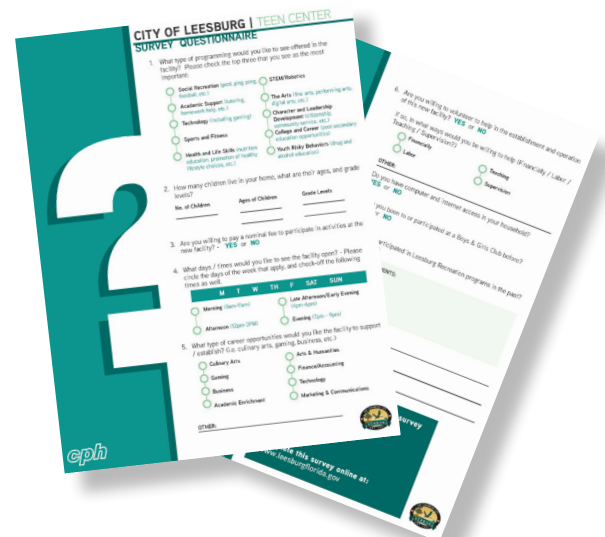 CITY OF LEESBURG | TEEN CENTER
SURVEY QUESTIONNAIRE
1. What type of programming would you like to see offered in the
facility? Please check the top three that you see as the most
important.
Social Recreation (pool, ping pong,
foosball, etc.)
Academic Support (tutoring,
homework help, etc.)
Technology (including gaming)
Sports and Fitness
Health and Life Skills (nutrition
education, promotion of healthy
lifestyle choices, etc.)
STEM/Robotics
The Arts (fine arts, performing arts,
digital arts, etc.)
Character and Leadership
Development (citizenship,
community service, etc.)
College and Career (post secondary
education opportunities)
Youth Risky Behaviors (drug and
alcohol education)
2. How many children live in your home, what are their ages, and grade
levels?
No. of Children
Ages of Children
Grade Levels
3. Are you willing to pay a nominal fee to participate in activities at the
new facility? - YES or NO
4. What days / times would you like to see the facility open? - Please
circle the days of the week that apply, and check-off the following
times as well.
M T W TH F SAT SUN
Morning
Afternoon
Late Afternoon/Early Evening
Evening
5. What type of career opportunities would you like the facility to support
/ establish? (i.e. culinary arts, gaming, business, etc.)
Culinary Arts
Gaming
Business
Academic Enrichment
Arts & Humanities
Finance/Accounting
Technology
Marketing & Communications
OTHER:
cph
6. Are you willing to volunteer to help in the establishment and operation
of this new facility? YES or NO
If so, in what ways would you be willing to help (Financially / Labor /
Teaching / Supervision?)
Financially
Labor
Teaching
Supervision
OTHER:
Do you have computer and internet access in your household?
YES or NO
you been to or participated at a Boys & Girls Club before?
NO
participated in Leesburg Recreation programs in the past?
survey
this survey online at:
www.leesburgflorida.gov